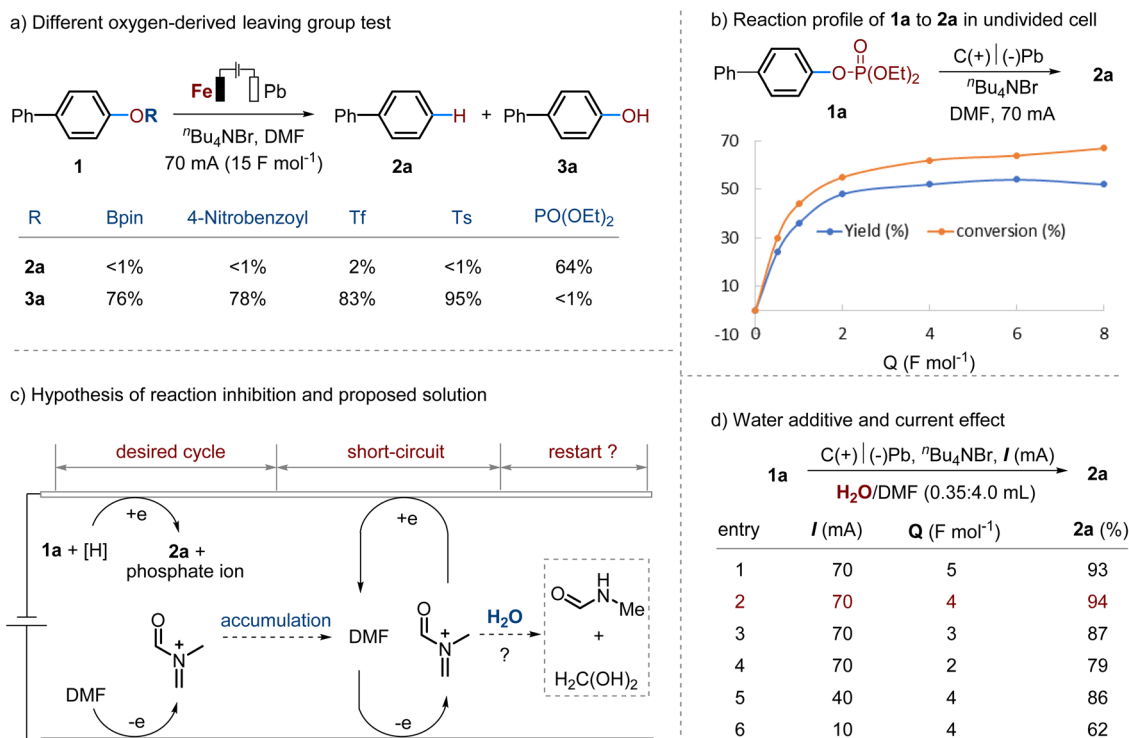 a) Different oxygen-derived leaving group test
Fe Pb
Ph OR
ⁿBu₄NBr, DMF
70 mA (15 F mol⁻¹)
Ph H + Ph OH
1 2a 3a
R Bpin 4-Nitrobenzoyl Tf Ts PO(OEt)₂
2a <1% <1% 2% <1% 64%
3a 76% 78% 83% 95% <1%
b) Reaction profile of 1a to 2a in undivided cell
Ph O-P(OEt)₂
O
1a
C(+)|(-)Pb
ⁿBu₄NBr
DMF, 70 mA
2a
70
50
30
10
-10
Yield (%) conversion (%)
0 2 4 6 8
Q (F mol⁻¹)
c) Hypothesis of reaction inhibition and proposed solution
desired cycle short-circuit restart ?
+e +e
1a + [H] 2a +
phosphate ion
O N +
accumulation
DMF
O N +
H₂O
?
O H N Me
+
H₂C(OH)₂
DMF
-e -e
d) Water additive and current effect
1a C(+)|(-)Pb, ⁿBu₄NBr, I (mA) 2a
H₂O/DMF (0.35:4.0 mL)
entry I (mA) Q (F mol⁻¹) 2a (%)
1 70 5 93
2 70 4 94
3 70 3 87
4 70 2 79
5 40 4 86
6 10 4 62